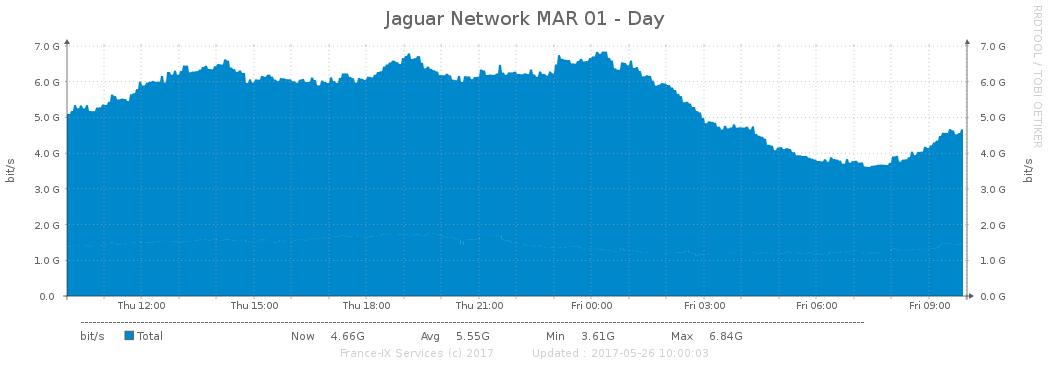 Jaguar Network MAR 01 - Day
RRDTOOL / TOBI OETIKER
bit/s
7.0 G
6.0 G
5.0 G
4.0 G
3.0 G
2.0 G
1.0 G
0.0
7.0 G
6.0 G
5.0 G
4.0 G
3.0 G
2.0 G
1.0 G
0.0 G
bit/s
Thu 12:00 Thu 15:00 Thu 18:00 Thu 21:00 Fri 00:00 Fri 03:00 Fri 06:00 Fri 09:00
bit/s Total Now 4.66G Avg 5.55G Min 3.61G Max 6.84G
France-IX Services (c) 2017 Updated : 2017-05-26 10:00:03